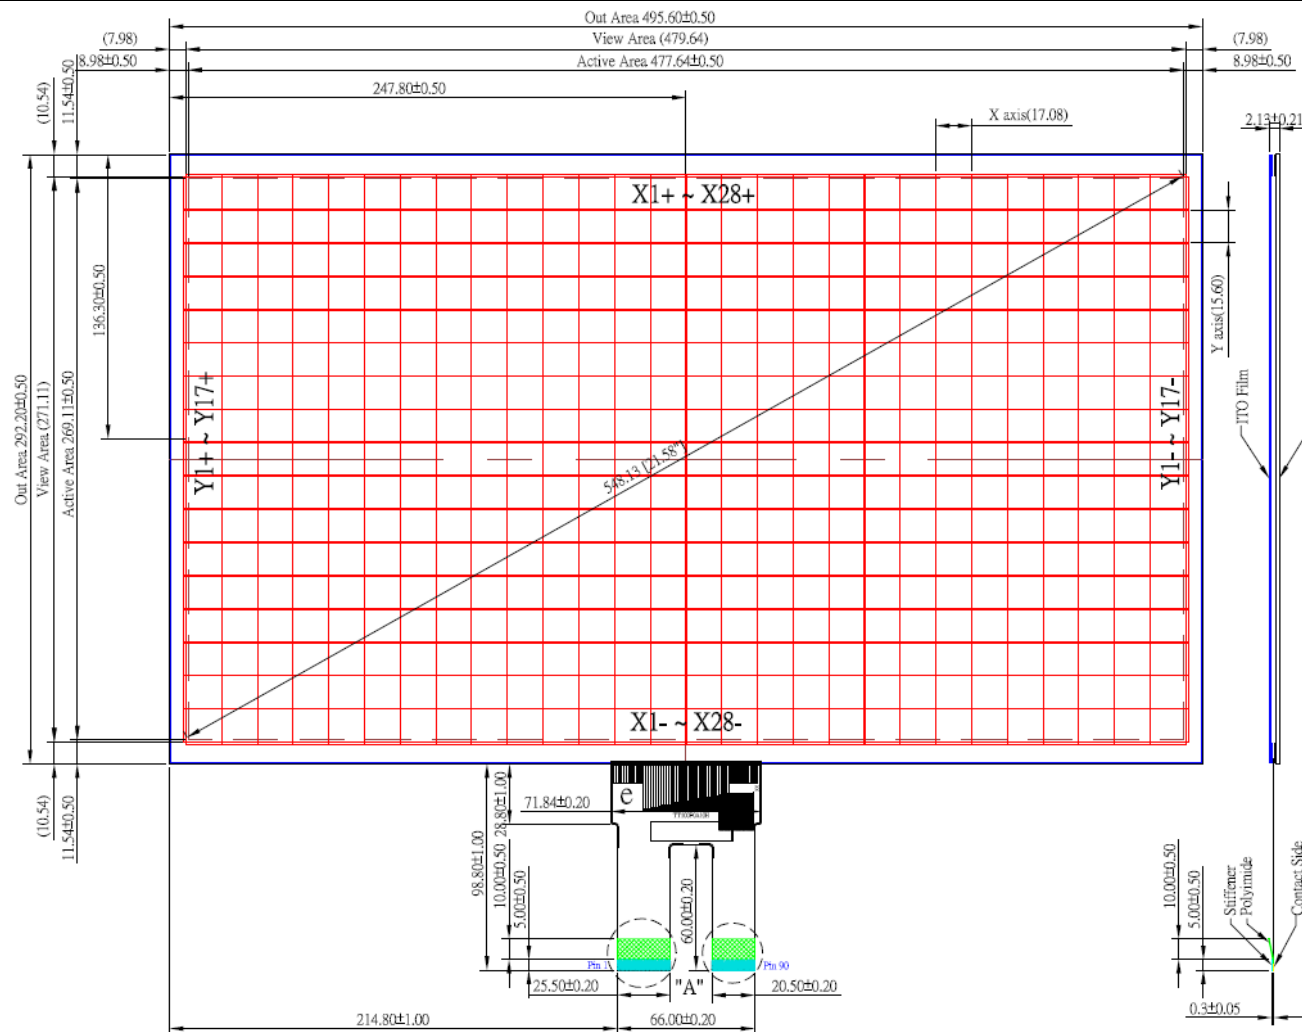 Out Area 495.60±0.50
(7.98)
View Area (479.64)
(7.98)
8.98±0.50
Active Area 477.64±0.50
8.98±0.50
247.80±0.50
X axis(17.08)
2.13±0.21
(10.54)
11.54±0.50
X1+ ~ X28+
136.30±0.50
Y axis(15.60)
Out Area 292.20±0.50
View Area (271.11)
Active Area 269.11±0.50
Y1+ ~ Y17+
548.13 [21.58"]
Y1- ~ Y17-
ITO Film
X1- ~ X28-
(10.54)
11.54±0.50
e
71.84±0.20
28.80±1.00
98.80±1.00
10.00±0.50
5.00±0.50
60.00±0.20
Pin 1
Pin 90
25.50±0.20
"A"
20.50±0.20
214.80±1.00
66.00±0.20
10.00±0.50
5.00±0.50
Stiffener
Polyimide
Contact Side
0.3±0.05